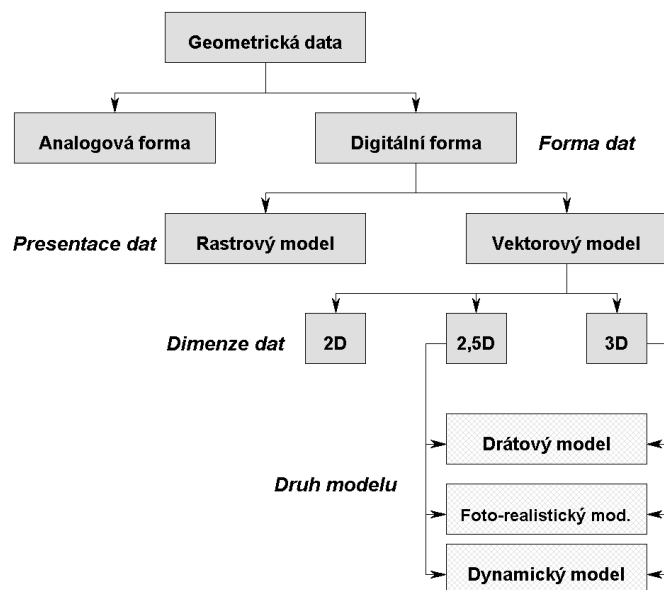 Geometrická data
Analogová forma
Digitální forma
Forma dat
Presentace dat
Rastrový model
Vektorový model
Dimenze dat
2D
2,5D
3D
Drátový model
Druh modelu
Foto-realistický mod.
Dynamický model